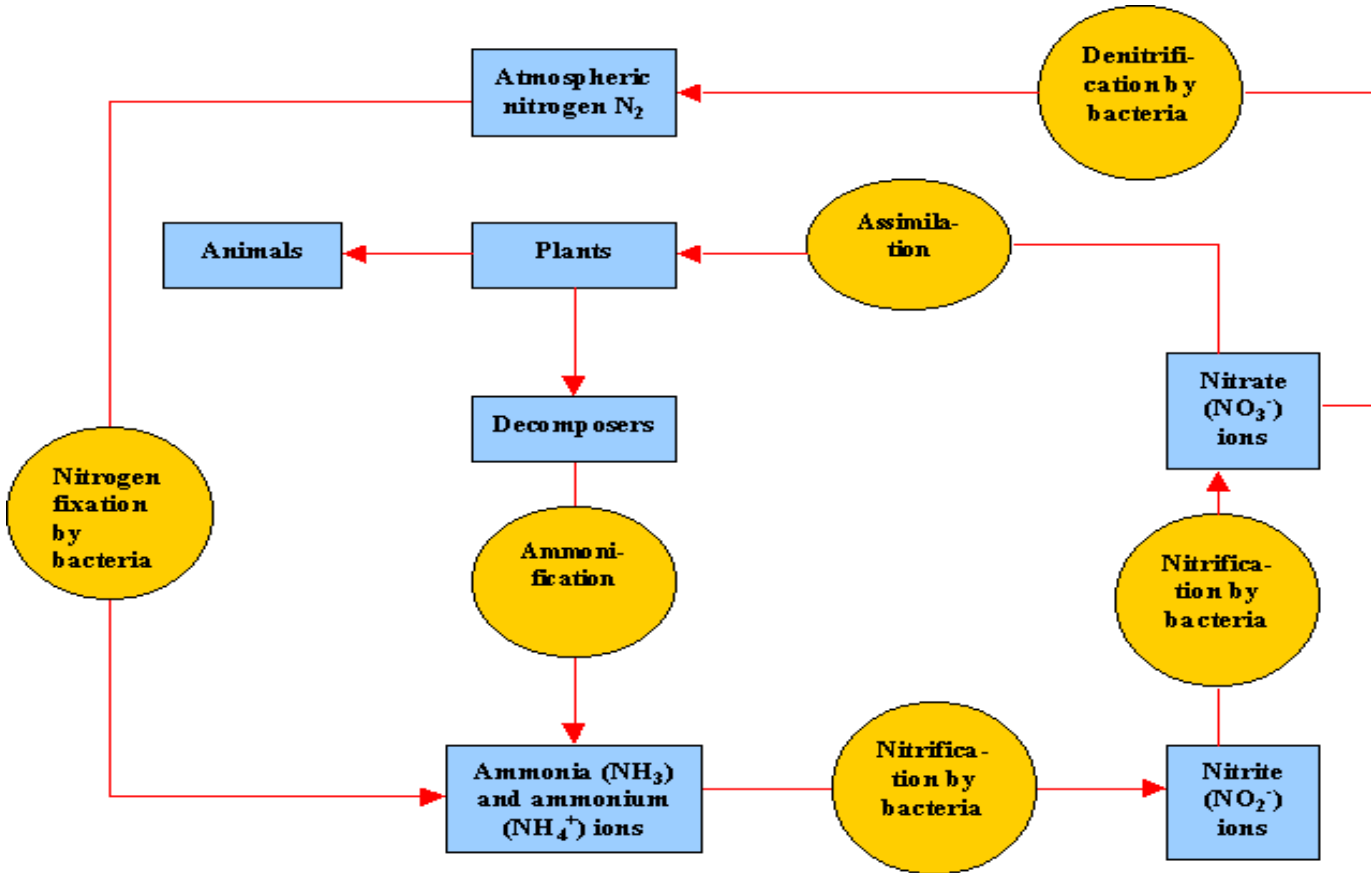 Atmospheric
nitrogen N₂
Denitrifi-
cation by
bacteria
Animals
Plants
Assimila-
tion
Decomposers
Nitrate
(NO₃⁻)
ions
Nitrogen
fixation
by
bacteria
Ammoni-
fication
Nitrifica-
tion by
bacteria
Ammonia (NH₃)
and ammonium
(NH₄⁺) ions
Nitrifica-
tion by
bacteria
Nitrite
(NO₂⁻)
ions